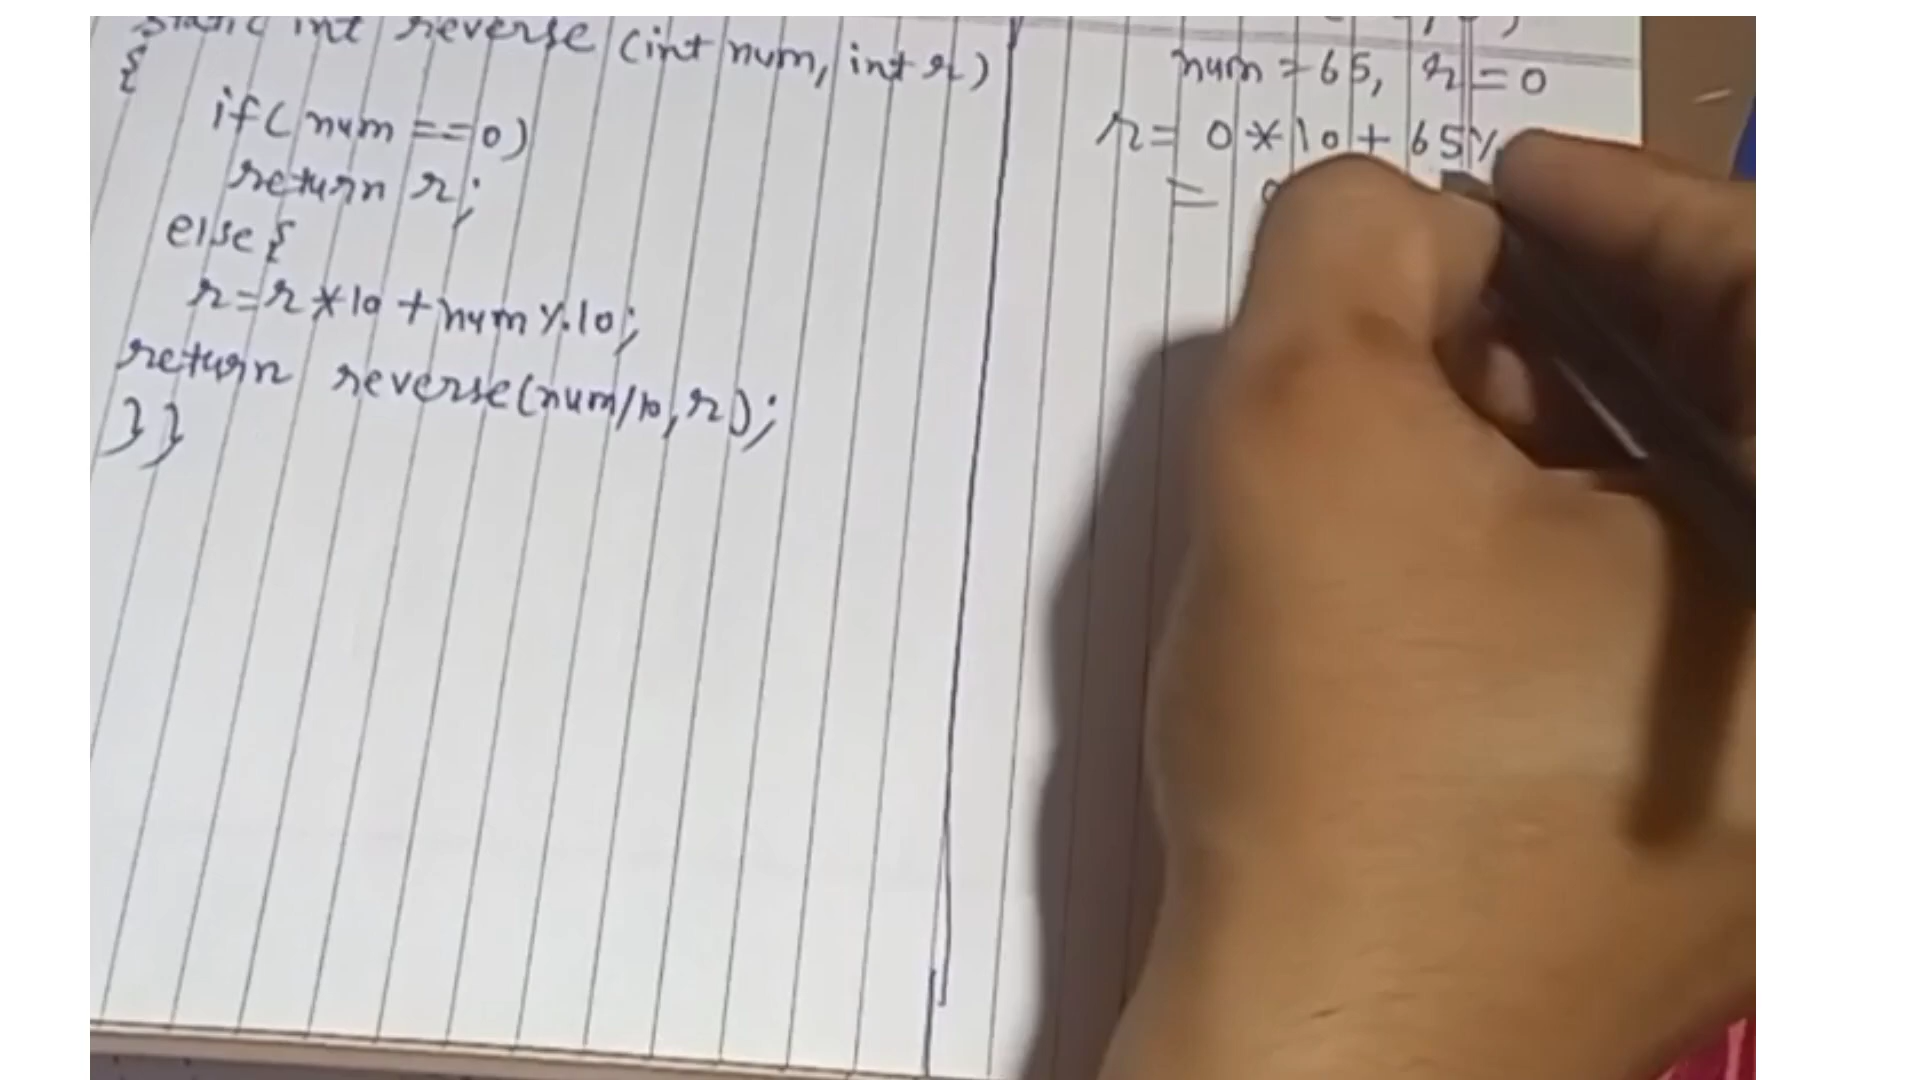 static int reverse (int num, int r)
{
if( num ==0)
return r;
else {
r=r*10 +num%10;
return reverse(num/10,r);
}}
num =65, r=0
r= 0*10+65%
=